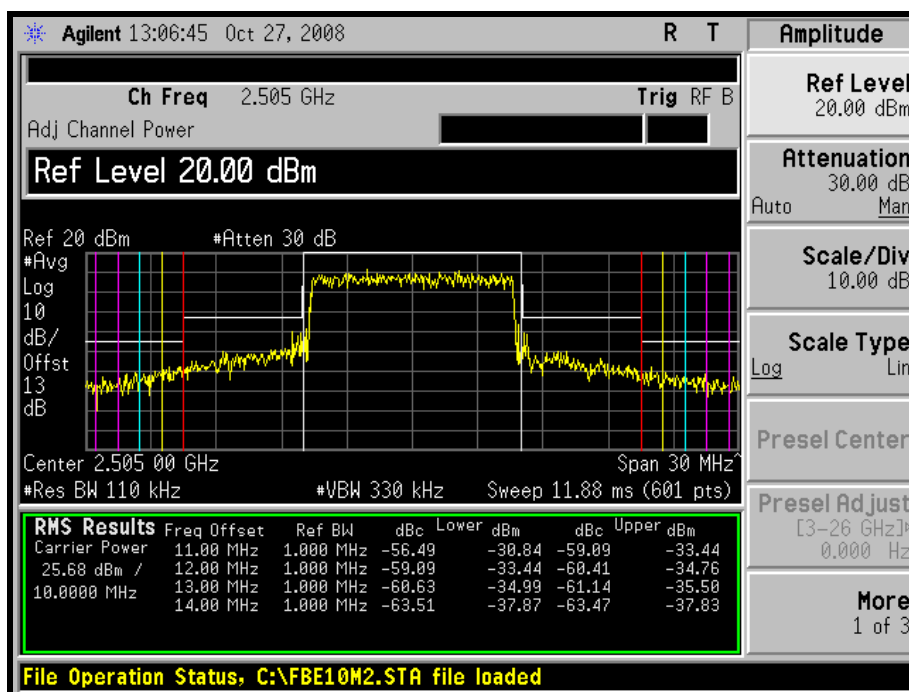 Agilent 13:06:45 Oct 27, 2008 R T
Ch Freq 2.505 GHz Trig RF B
Adj Channel Power
Ref Level 20.00 dBm
Ref 20 dBm #Atten 30 dB
#Avg
Log
10
dB/
Offst
13
dB
Center 2.505 00 GHz Span 30 MHz^
#Res BW 110 kHz #VBW 330 kHz Sweep 11.88 ms (601 pts)
RMS Results Freq Offset Ref BW dBc Lower dBm dBc Upper dBm
Carrier Power 11.00 MHz 1.000 MHz -56.49 -30.84 -59.09 -33.44
25.68 dBm / 12.00 MHz 1.000 MHz -59.09 -33.44 -60.41 -34.76
10.0000 MHz 13.00 MHz 1.000 MHz -60.63 -34.99 -61.14 -35.50
14.00 MHz 1.000 MHz -63.51 -37.87 -63.47 -37.83
File Operation Status, C:\FBE10M2.STA file loaded
Amplitude
Ref Level
20.00 dBm
Attenuation
30.00 dB
Auto Man
Scale/Div
10.00 dB
Scale Type
Log Lin
Presel Center
Presel Adjust
[3-26 GHz]
0.000 Hz
More
1 of 3